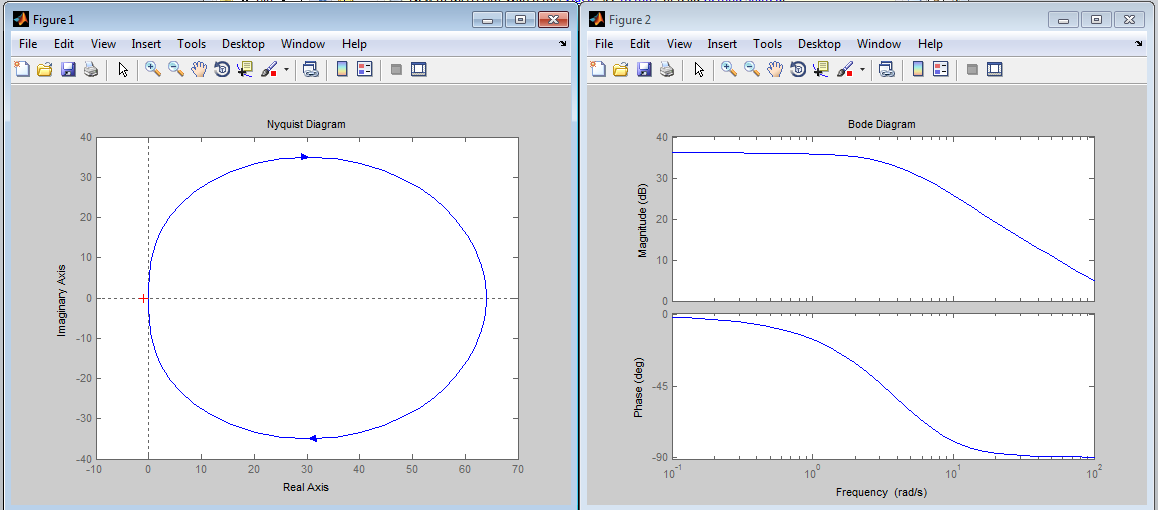 Figure 1
File Edit View Insert Tools Desktop Window Help
Nyquist Diagram
40
30
20
10
0
-10
-20
-30
-40
Imaginary Axis
-10 0 10 20 30 40 50 60 70
Real Axis
Figure 2
File Edit View Insert Tools Desktop Window Help
Bode Diagram
40
30
20
10
0
Magnitude (dB)
0
-45
-90
Phase (deg)
10^-1 10^0 10^1 10^2
Frequency (rad/s)